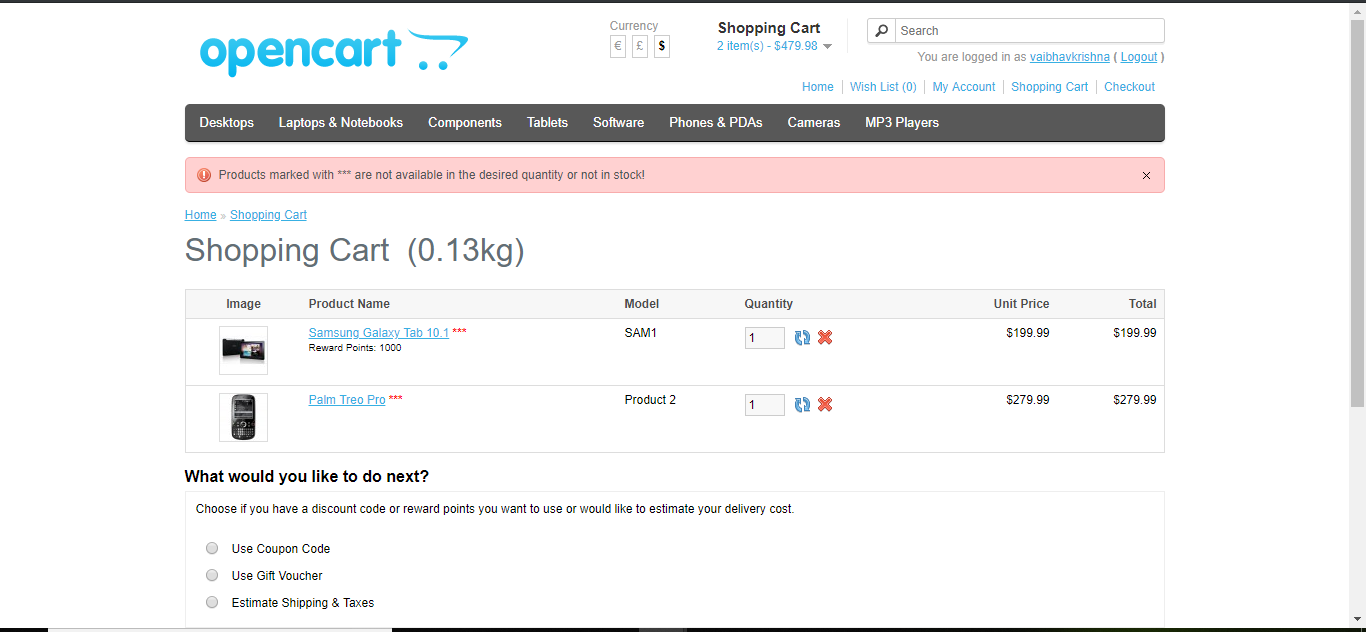 opencart
Currency
€ £ $
Shopping Cart
2 item(s) - $479.98
Search
You are logged in as vaibhavkrishna ( Logout )
Home Wish List (0) My Account Shopping Cart Checkout
Desktops Laptops & Notebooks Components Tablets Software Phones & PDAs Cameras MP3 Players
Products marked with *** are not available in the desired quantity or not in stock!
Home » Shopping Cart
Shopping Cart (0.13kg)
Image Product Name Model Quantity Unit Price Total
Samsung Galaxy Tab 10.1 *** SAM1 1 $199.99 $199.99
Reward Points: 1000
Palm Treo Pro *** Product 2 1 $279.99 $279.99
What would you like to do next?
Choose if you have a discount code or reward points you want to use or would like to estimate your delivery cost.
Use Coupon Code
Use Gift Voucher
Estimate Shipping & Taxes